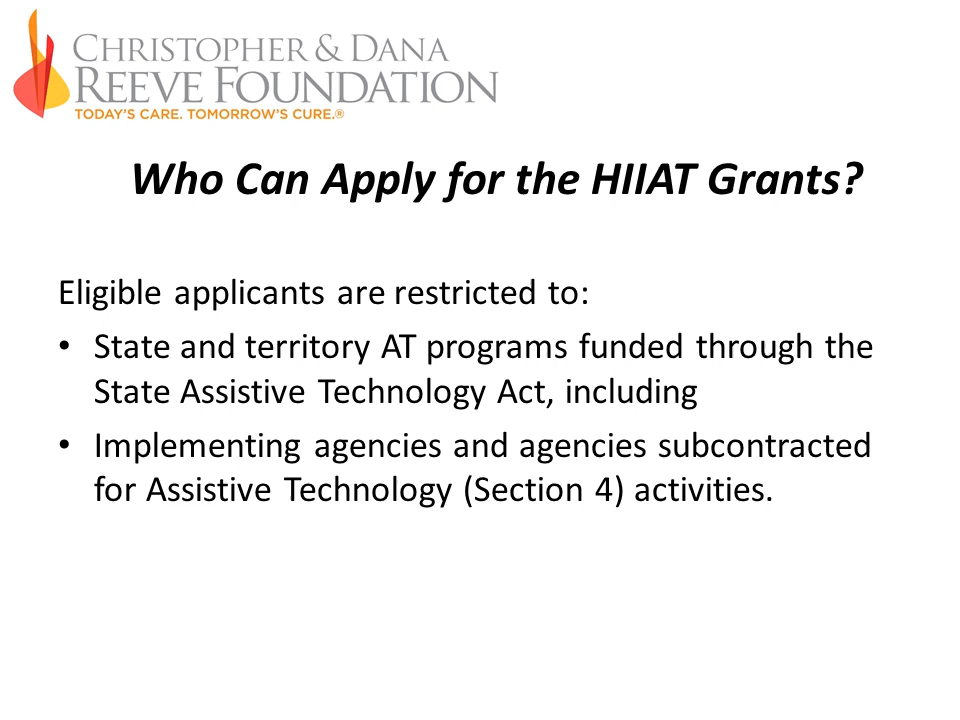 CHRISTOPHER & DANA
REEVE FOUNDATION
TODAY'S CARE. TOMORROW'S CURE.®
Who Can Apply for the HIIAT Grants?
Eligible applicants are restricted to:
• State and territory AT programs funded through the
State Assistive Technology Act, including
• Implementing agencies and agencies subcontracted
for Assistive Technology (Section 4) activities.